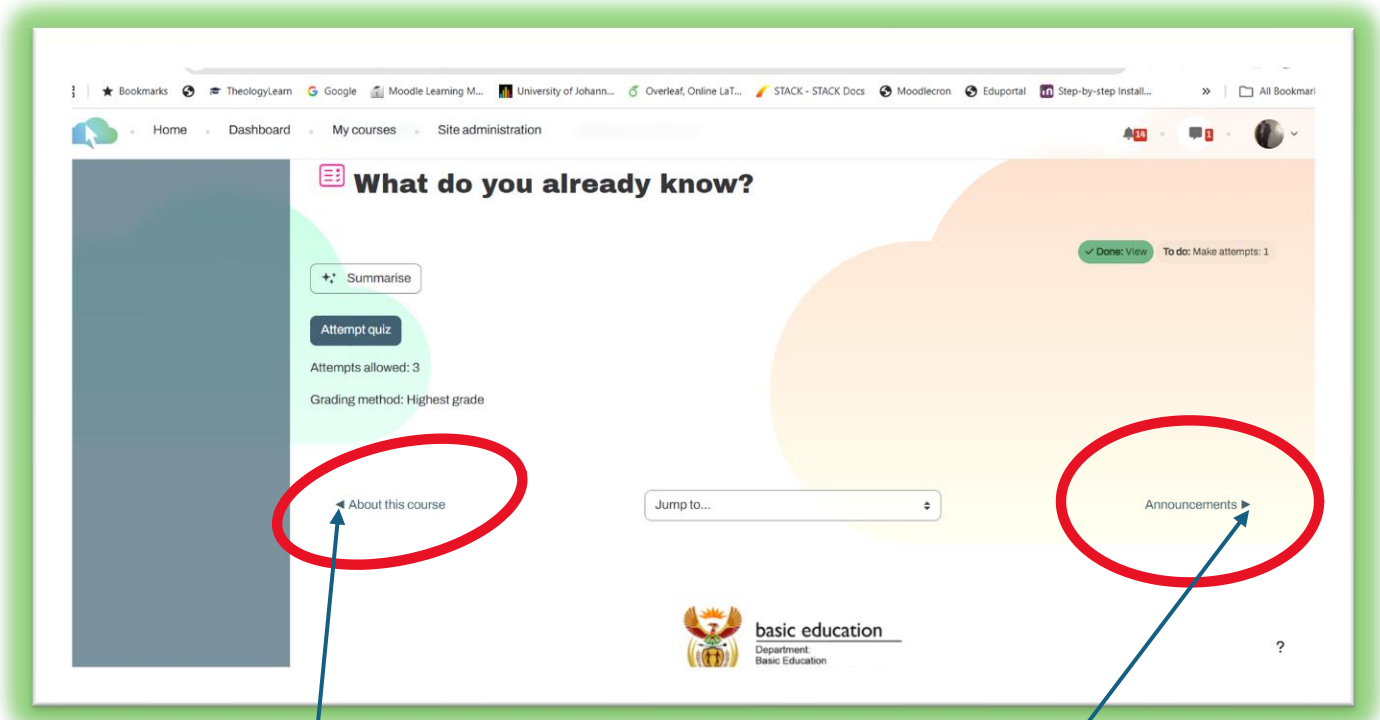 Bookmarks TheologyLearn Google Moodle Learning M... University of Johann... Overleaf, Online LaT... STACK - STACK Docs Moodlecron Eduportal in Step-by-step Install... » All Bookmar
Home Dashboard My courses Site administration 14 1
What do you already know?
Done: View To do: Make attempts: 1
Summarise
Attempt quiz
Attempts allowed: 3
Grading method: Highest grade
◄ About this course Jump to... Announcements ►
basic education
Department:
Basic Education
?